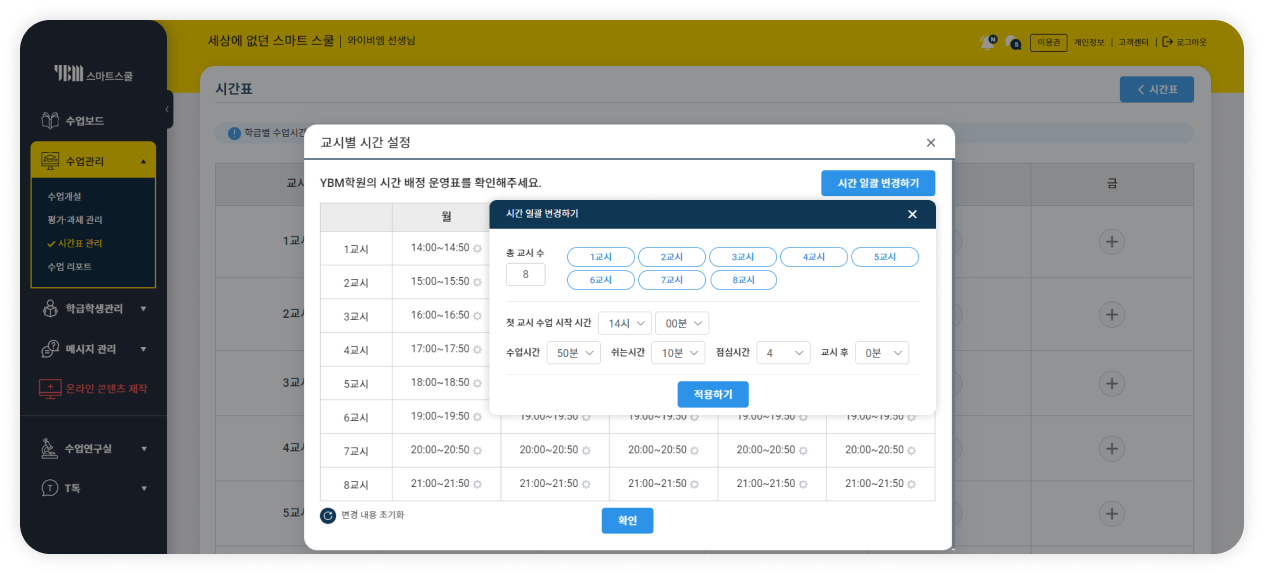 세상에 없던 스마트 스쿨 | 와이비엠 선생님
N
5
이용권
개인정보 | 고객센터 | 로그아웃
YBM 스마트스쿨
수업보드
수업관리
수업개설
평가·과제 관리
시간표 관리
수업 리포트
학급학생관리
메시지 관리
온라인 콘텐츠 제작
수업연구실
T톡
시간표
시간표
학급별 수업시간
교시
금
1교시
2교시
3교시
4교시
5교시
교시별 시간 설정
YBM학원의 시간 배정 운영표를 확인해주세요.
시간 일괄 변경하기
월
1교시 14:00~14:50
2교시 15:00~15:50
3교시 16:00~16:50
4교시 17:00~17:50
5교시 18:00~18:50
6교시 19:00~19:50 19:00~19:50 19:00~19:50 19:00~19:50 19:00~19:50
7교시 20:00~20:50 20:00~20:50 20:00~20:50 20:00~20:50 20:00~20:50
8교시 21:00~21:50 21:00~21:50 21:00~21:50 21:00~21:50 21:00~21:50
변경 내용 초기화
확인
시간 일괄 변경하기
총 교시 수
8
1교시 2교시 3교시 4교시 5교시
6교시 7교시 8교시
첫 교시 수업 시작 시간 14시 00분
수업시간 50분 쉬는시간 10분 점심시간 4 교시 후 0분
적용하기